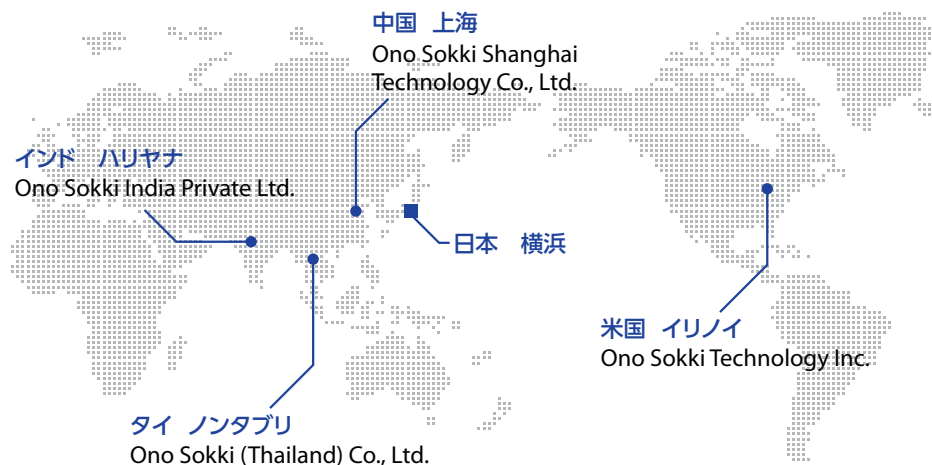 中国 上海
Ono Sokki Shanghai
Technology Co., Ltd.
インド ハリヤナ
Ono Sokki India Private Ltd.
日本 横浜
米国 イリノイ
Ono Sokki Technology Inc.
タイ ノンタブリ
Ono Sokki (Thailand) Co., Ltd.